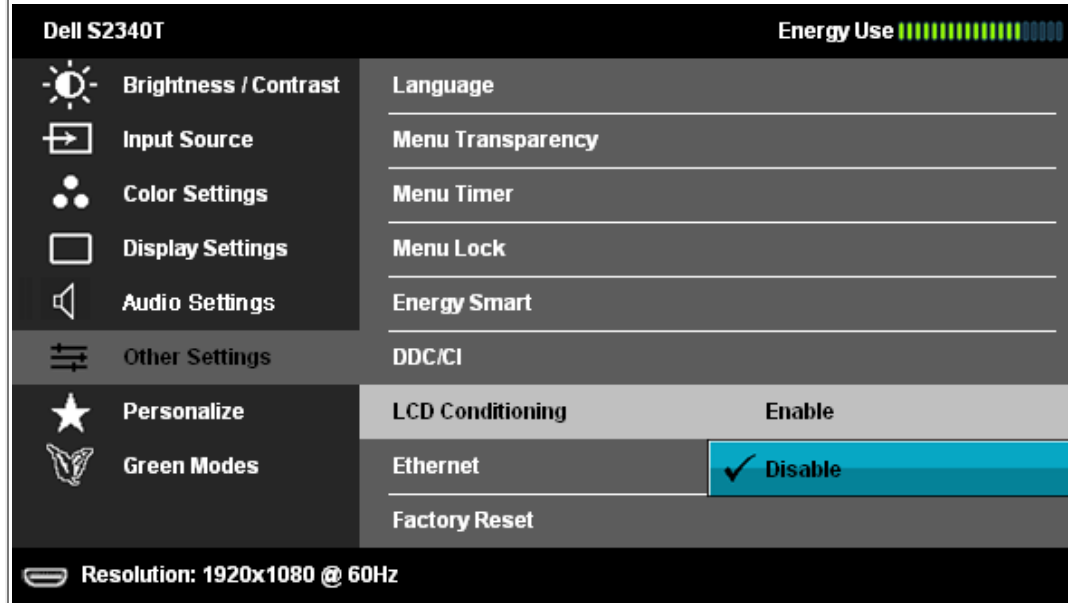 Dell S2340T Energy Use
Brightness / Contrast Language
Input Source Menu Transparency
Color Settings Menu Timer
Display Settings Menu Lock
Audio Settings Energy Smart
Other Settings DDC/CI
Personalize LCD Conditioning Enable
Green Modes Ethernet Disable
Factory Reset
Resolution: 1920x1080 @ 60Hz